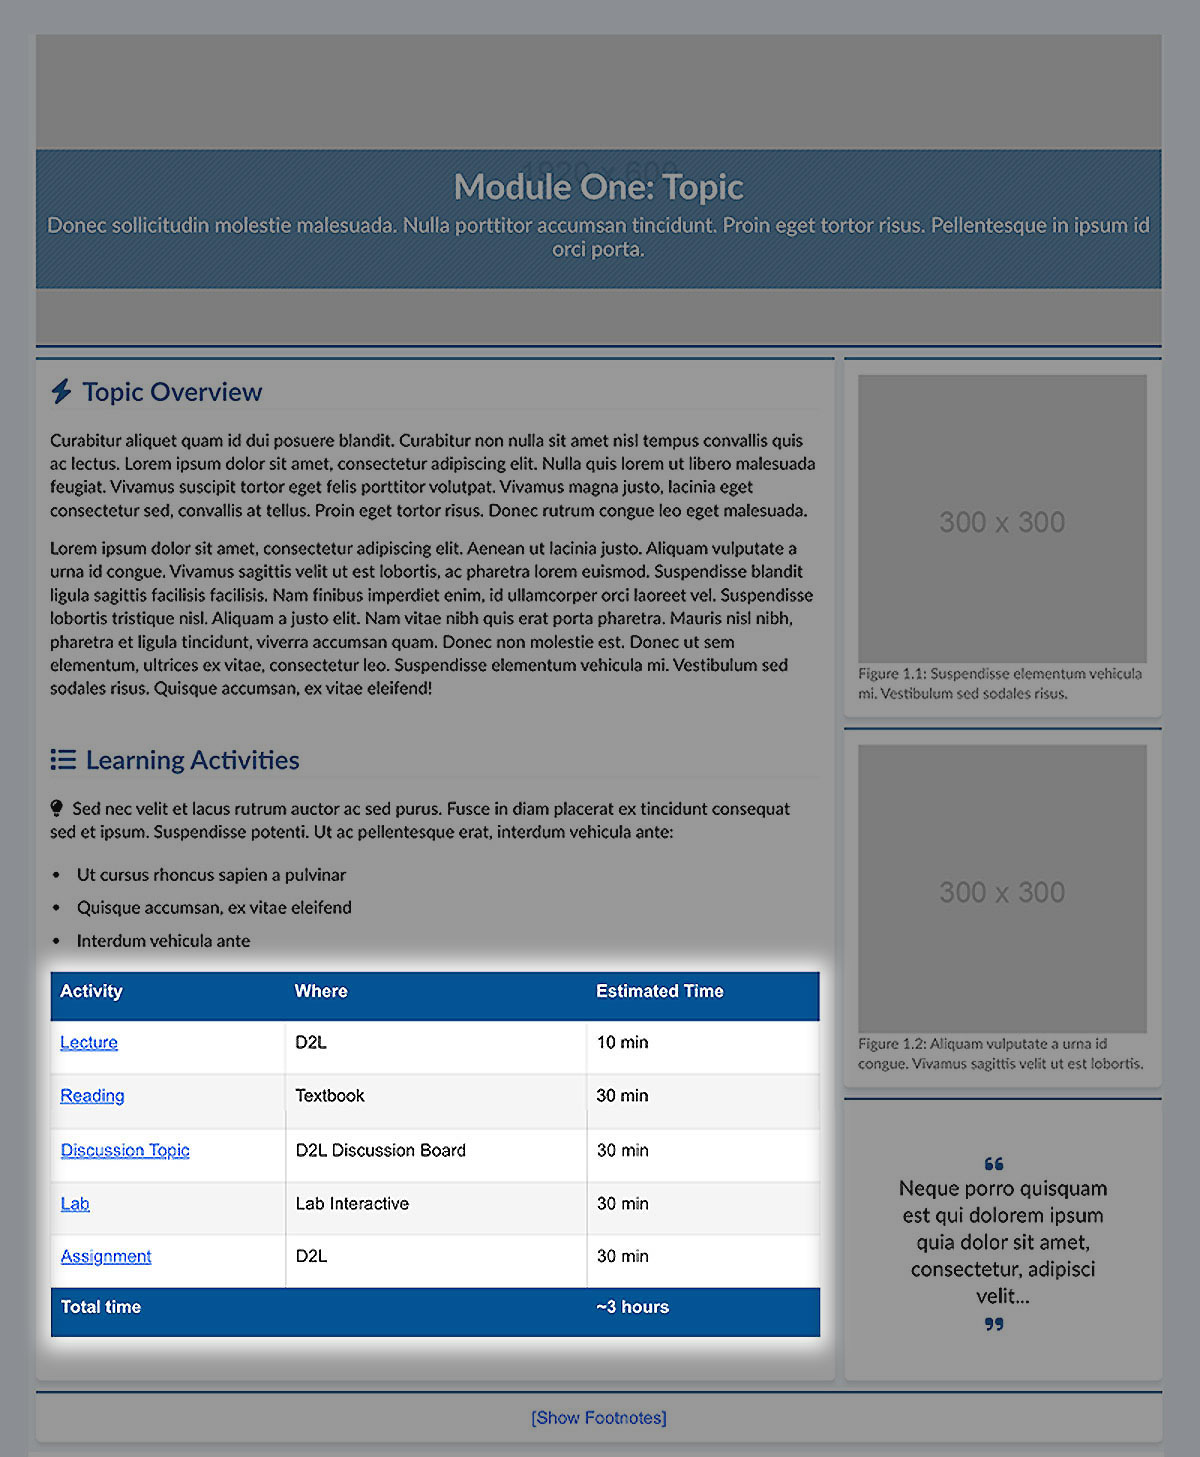 1920 x 600
Module One: Topic
Donec sollicitudin molestie malesuada. Nulla porttitor accumsan tincidunt. Proin eget tortor risus. Pellentesque in ipsum id
orci porta.
Topic Overview
Curabitur aliquet quam id dui posuere blandit. Curabitur non nulla sit amet nisl tempus convallis quis
ac lectus. Lorem ipsum dolor sit amet, consectetur adipiscing elit. Nulla quis lorem ut libero malesuada
feugiat. Vivamus suscipit tortor eget felis porttitor volutpat. Vivamus magna justo, lacinia eget
consectetur sed, convallis at tellus. Proin eget tortor risus. Donec rutrum congue leo eget malesuada.
Lorem ipsum dolor sit amet, consectetur adipiscing elit. Aenean ut lacinia justo. Aliquam vulputate a
urna id congue. Vivamus sagittis velit ut est lobortis, ac pharetra lorem euismod. Suspendisse blandit
ligula sagittis facilisis facilisis. Nam finibus imperdiet enim, id ullamcorper orci laoreet vel. Suspendisse
lobortis tristique nisl. Aliquam a justo elit. Nam vitae nibh quis erat porta pharetra. Mauris nisl nibh,
pharetra et ligula tincidunt, viverra accumsan quam. Donec non molestie est. Donec ut sem
elementum, ultrices ex vitae, consectetur leo. Suspendisse elementum vehicula mi. Vestibulum sed
sodales risus. Quisque accumsan, ex vitae eleifend!
Learning Activities
Sed nec velit et lacus rutrum auctor ac sed purus. Fusce in diam placerat ex tincidunt consequat
sed et ipsum. Suspendisse potenti. Ut ac pellentesque erat, interdum vehicula ante:
• Ut cursus rhoncus sapien a pulvinar
• Quisque accumsan, ex vitae eleifend
• Interdum vehicula ante
Activity Where Estimated Time
Lecture D2L 10 min
Reading Textbook 30 min
Discussion Topic D2L Discussion Board 30 min
Lab Lab Interactive 30 min
Assignment D2L 30 min
Total time ~3 hours
300 x 300
Figure 1.1: Suspendisse elementum vehicula
mi. Vestibulum sed sodales risus.
300 x 300
Figure 1.2: Aliquam vulputate a urna id
congue. Vivamus sagittis velit ut est lobortis.
“
Neque porro quisquam
est qui dolorem ipsum
quia dolor sit amet,
consectetur, adipisci
velit...
”
[Show Footnotes]